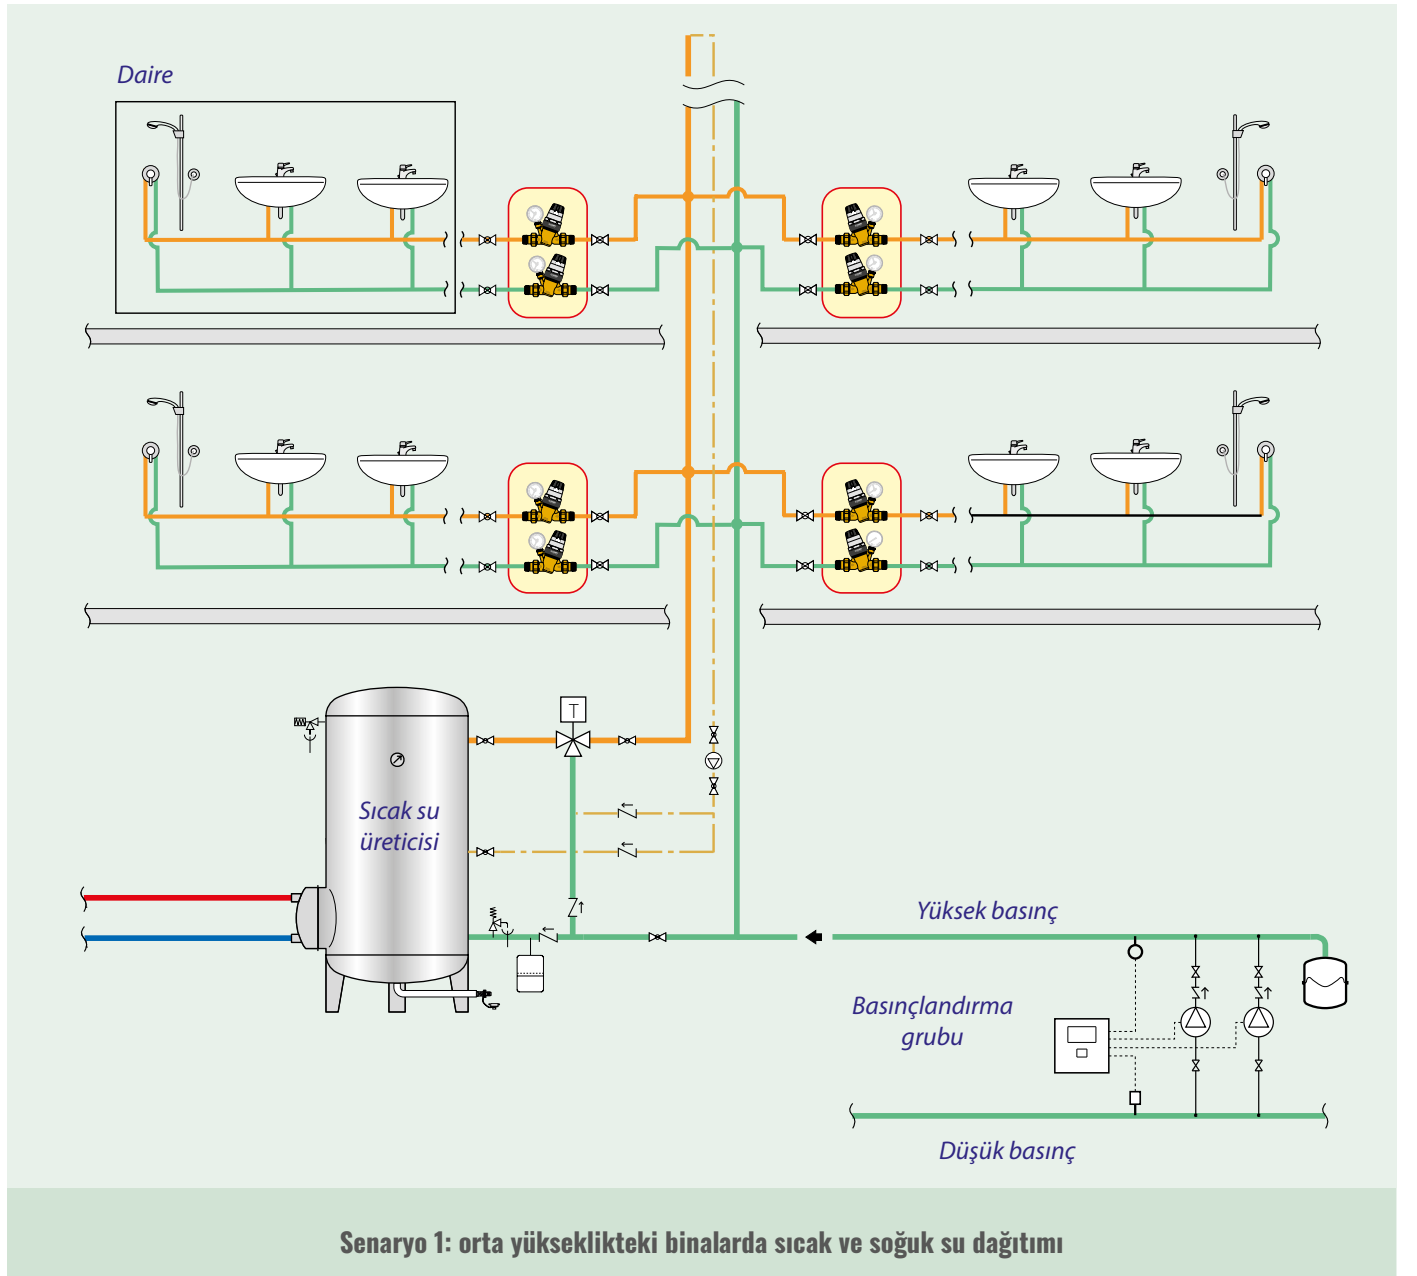 Daire
T
Sıcak su
üreticisi
Yüksek basınç
Basınçlandırma
grubu
Düşük basınç
Senaryo 1: orta yükseklikteki binalarda sıcak ve soğuk su dağıtımı